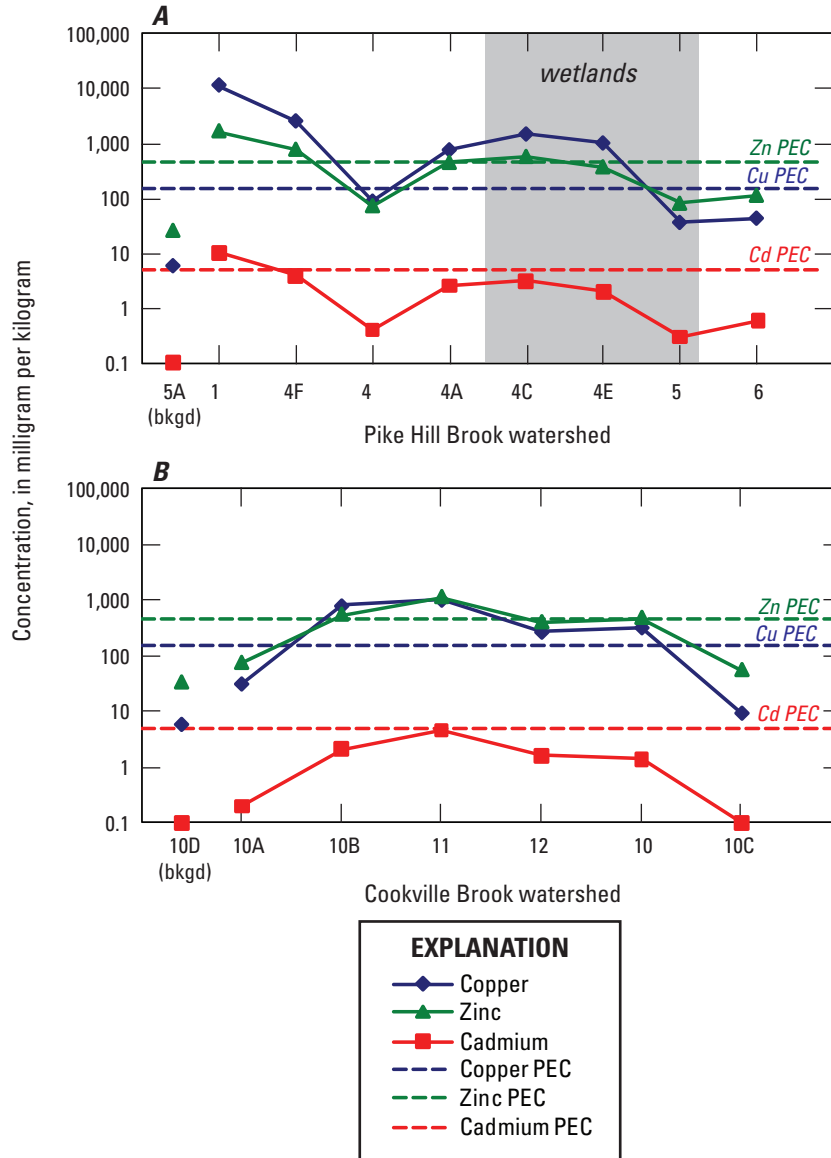 A
100,000
10,000
1,000
100
10
1
0.1
wetlands
Zn PEC
Cu PEC
Cd PEC
5A 1 4F 4 4A 4C 4E 5 6
(bkgd)
Pike Hill Brook watershed
Concentration, in milligram per kilogram
B
100,000
10,000
1,000
100
10
1
0.1
Zn PEC
Cu PEC
Cd PEC
10D 10A 10B 11 12 10 10C
(bkgd)
Cookville Brook watershed
EXPLANATION
Copper
Zinc
Cadmium
Copper PEC
Zinc PEC
Cadmium PEC